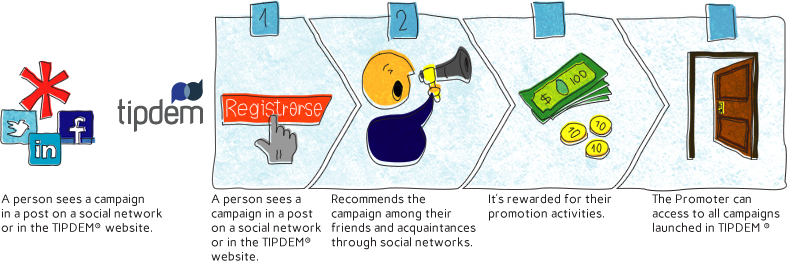 1
2
tipdem
Registrarse
$
100
10
10
10
in
f
A person sees a campaign
in a post on a social network
or in the TIPDEM® website.
A person sees a
campaign in a post
on a social network
or in the TIPDEM®
website.
Recommends the
campaign among their
friends and acquaintances
through social networks.
It's rewarded for their
promotion activities.
The Promoter can
access to all campaigns
launched in TIPDEM ®